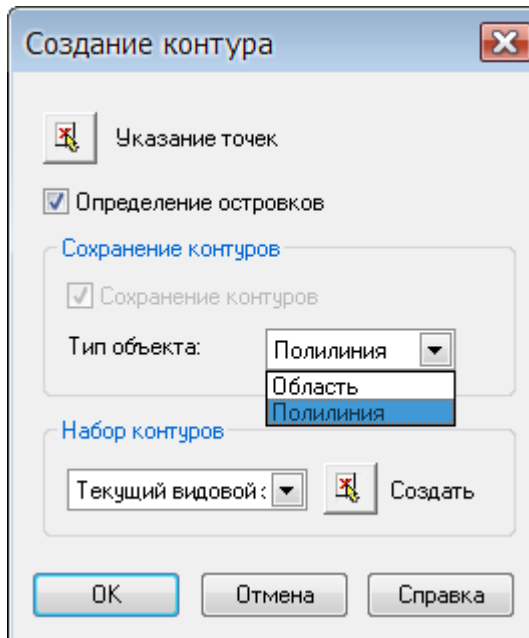 Создание контура
Указание точек
Определение островков
Сохранение контуров
Сохранение контуров
Тип объекта: Полилиния
Область
Полилиния
Набор контуров
Текущий видовой Создать
OK Отмена Справка